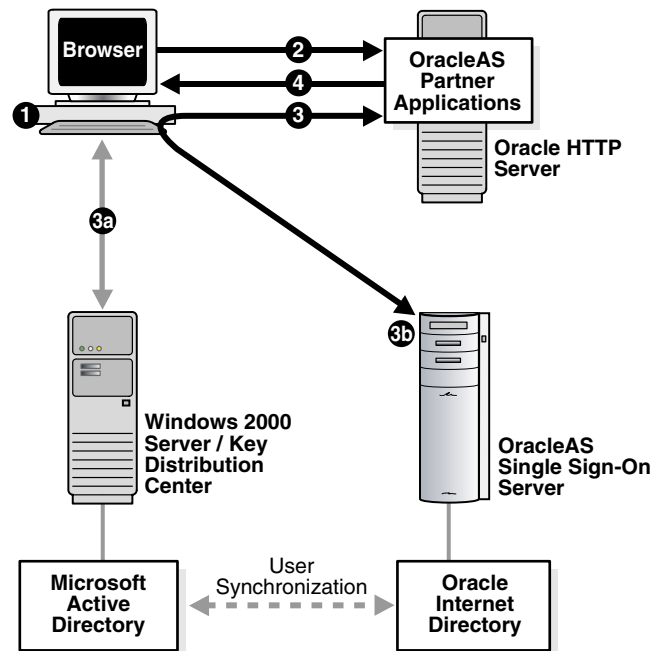 Browser
2
4
3
1
OracleAS
Partner
Applications
Oracle HTTP
Server
3a
3b
Windows 2000
Server / Key
Distribution
Center
OracleAS
Single Sign-On
Server
Microsoft
Active
Directory
User
Synchronization
Oracle
Internet
Directory